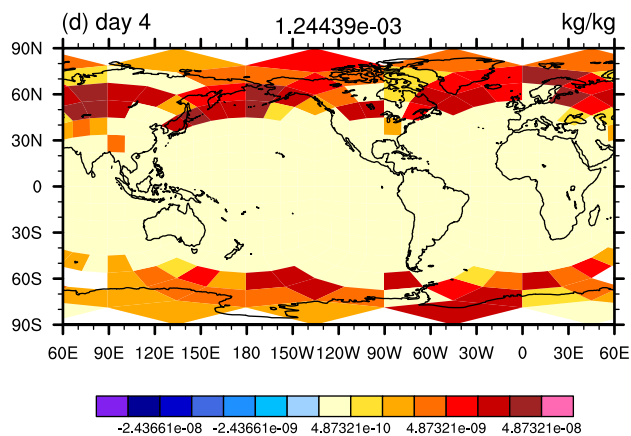 (d) day 4 1.24439e-03 kg/kg
90N
60N
30N
0
30S
60S
90S
60E 90E 120E 150E 180E 150W 120W 90W 60W 30W 0 30E 60E
-2.43661e-08 -2.43661e-09 4.87321e-10 4.87321e-09 4.87321e-08